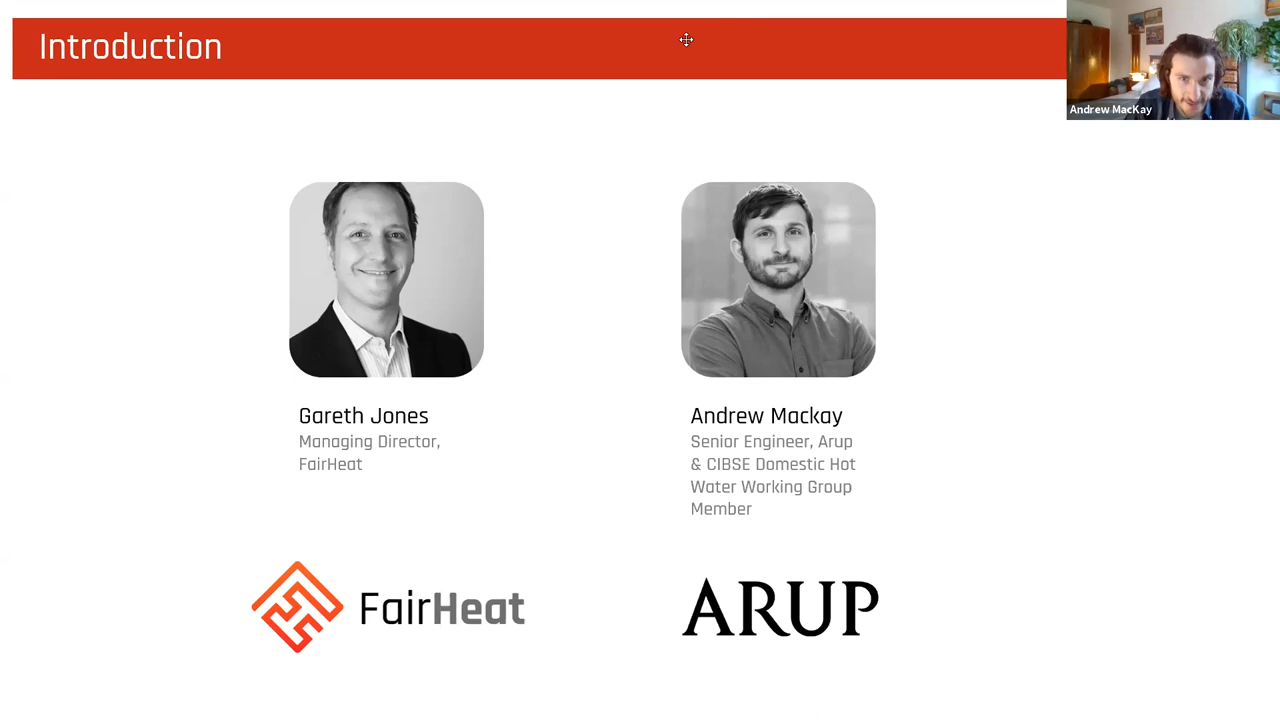 Introduction
Andrew MacKay
Gareth Jones
Managing Director,
FairHeat
Andrew Mackay
Senior Engineer, Arup
& CIBSE Domestic Hot
Water Working Group
Member
FairHeat
ARUP